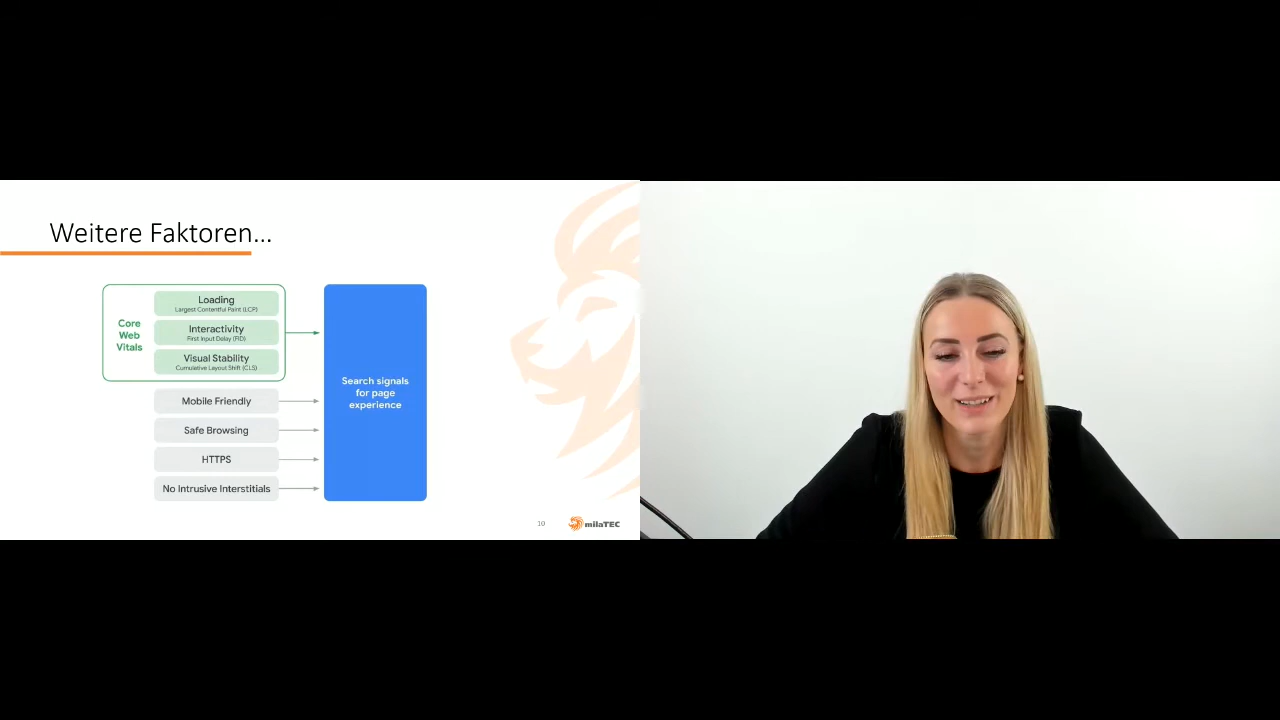 Weitere Faktoren...
Core
Web
Vitals
Loading
Largest Contentful Paint (LCP)
Interactivity
First Input Delay (FID)
Visual Stability
Cumulative Layout Shift (CLS)
Mobile Friendly
Safe Browsing
HTTPS
No Intrusive Interstitials
Search signals
for page
experience
10
milaTEC